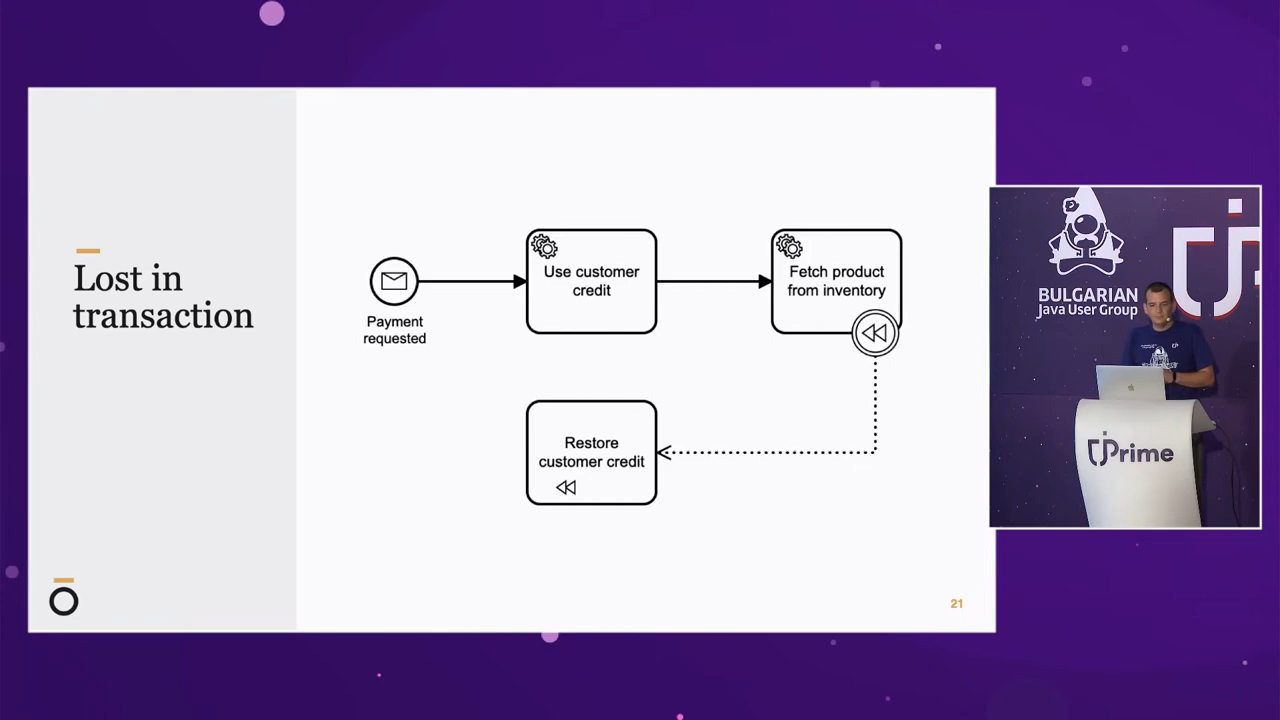 Lost in
transaction
Payment
requested
Use customer
credit
Fetch product
from inventory
Restore
customer credit
21
BULGARIAN
Java User Group
jPrime